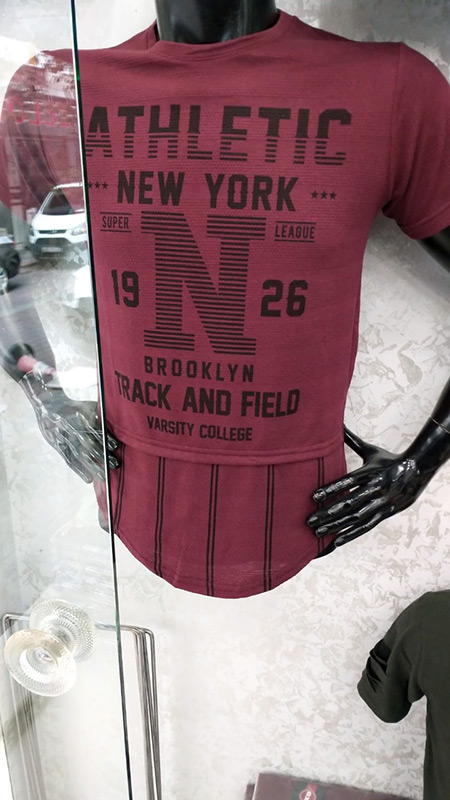 ATHLETIC
*** NEW YORK ***
SUPER N LEAGUE
19 26
BROOKLYN
TRACK AND FIELD
VARSITY COLLEGE